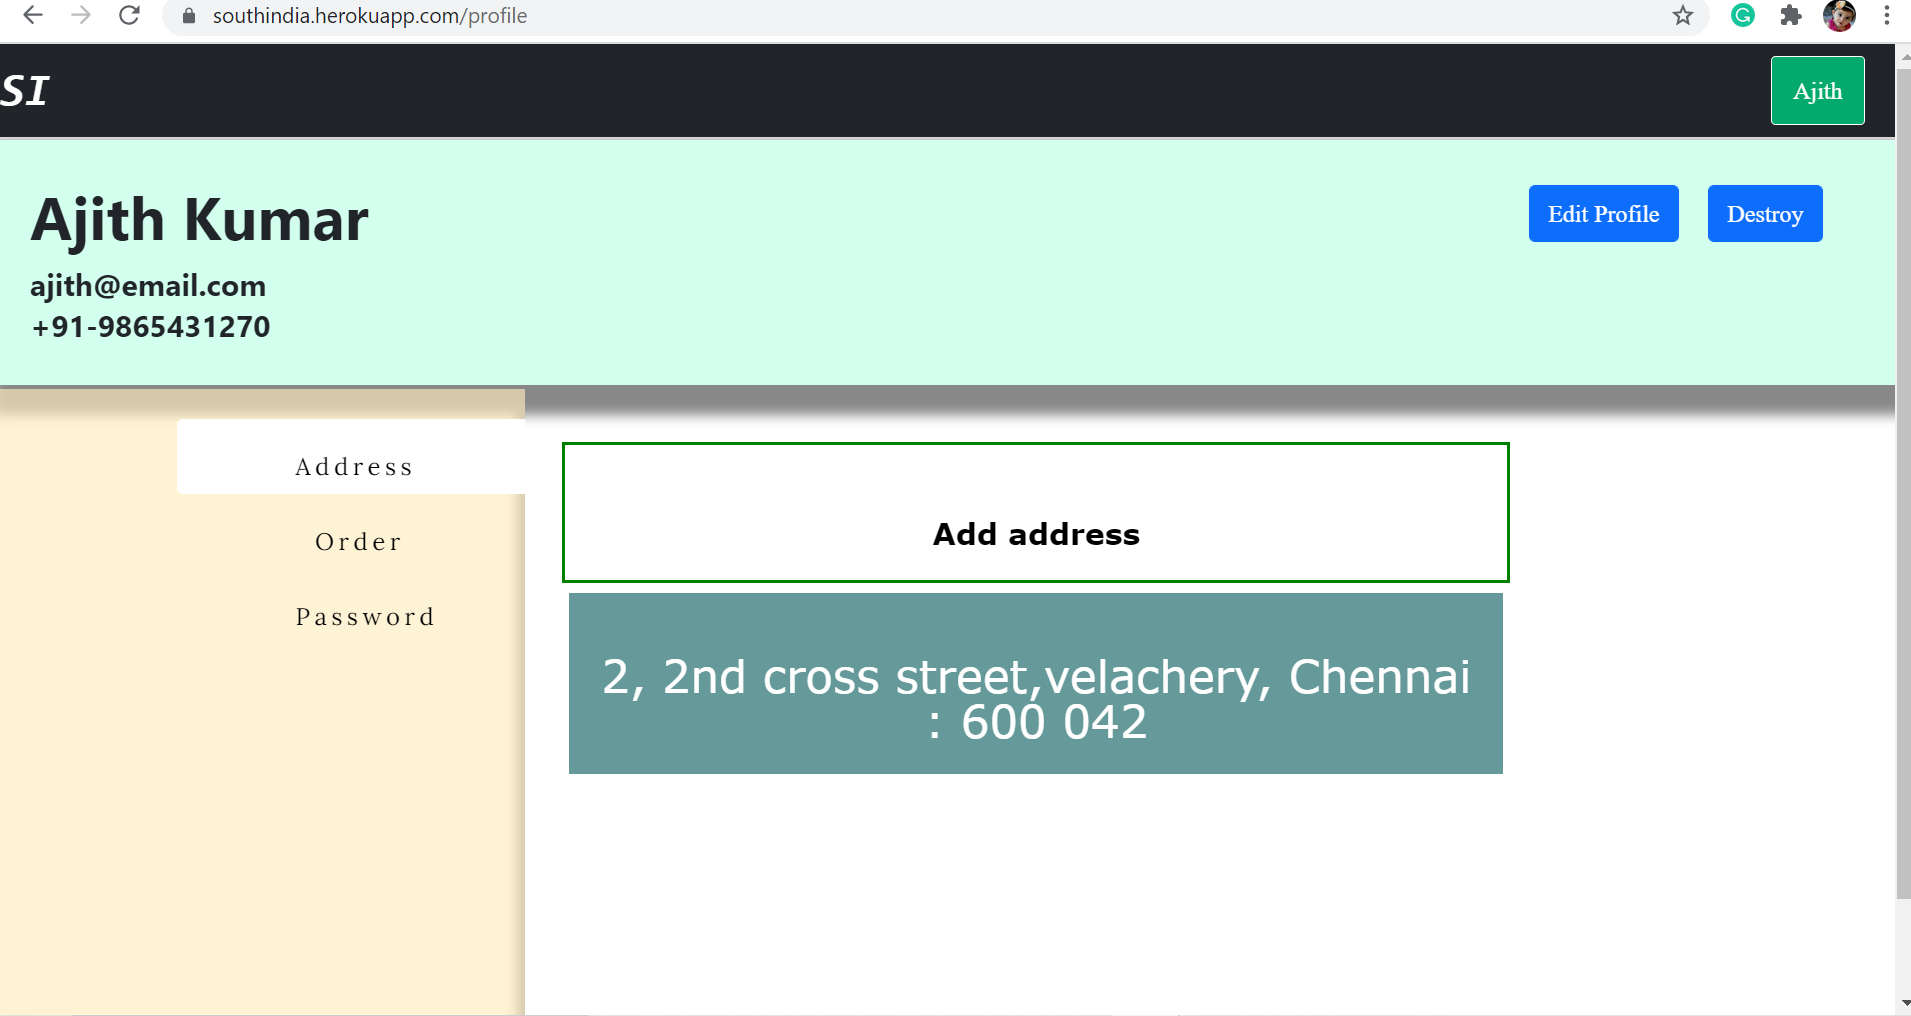 southindia.herokuapp.com/profile
SI
Ajith
Ajith Kumar
Edit Profile
Destroy
ajith@email.com
+91-9865431270
Address
Order
Password
Add address
2, 2nd cross street,velachery, Chennai
: 600 042